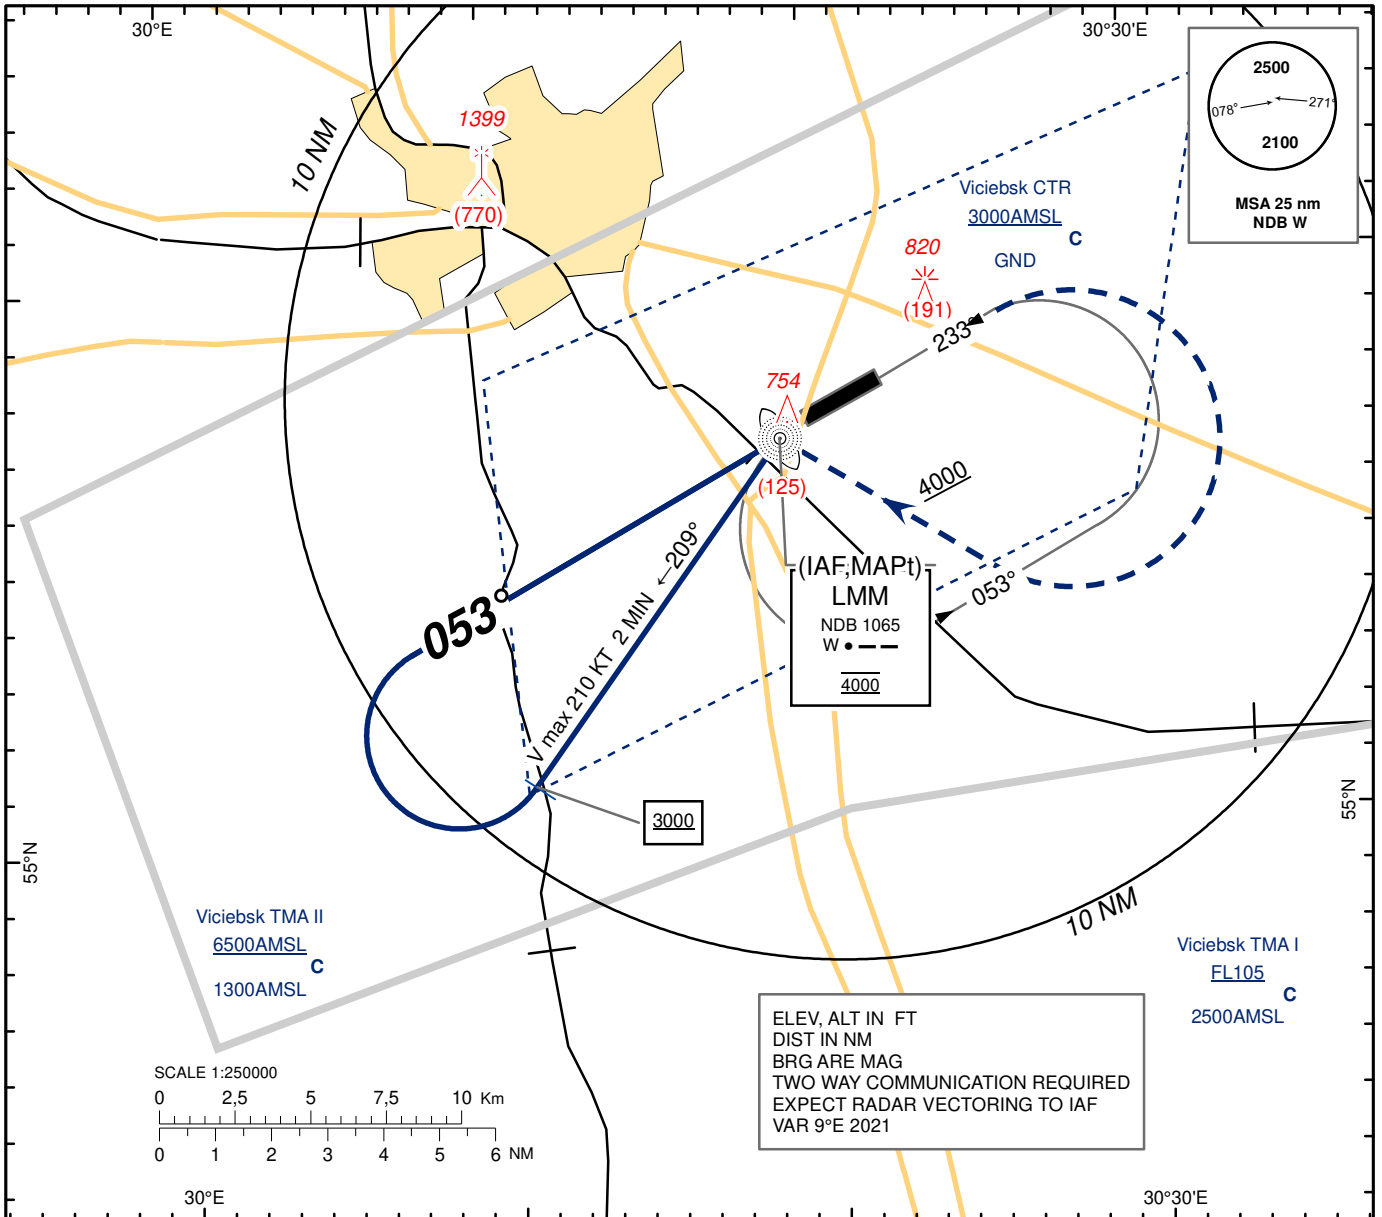 30°E
30°30'E
2500
078°
271°
2100
MSA 25 nm
NDB W
10 NM
1399
(770)
Viciebsk CTR
3000AMSL
C
GND
820
(191)
233°
754
(125)
4000
053°
(IAF,MAPt)
LMM
NDB 1065
W
4000
053°
V max 210 KT 2 MIN ←209°
3000
55°N
55°N
10 NM
Viciebsk TMA II
6500AMSL
C
1300AMSL
Viciebsk TMA I
FL105
C
2500AMSL
ELEV, ALT IN FT
DIST IN NM
BRG ARE MAG
TWO WAY COMMUNICATION REQUIRED
EXPECT RADAR VECTORING TO IAF
VAR 9°E 2021
SCALE 1:250000
0 2,5 5 7,5 10 Km
0 1 2 3 4 5 6 NM
30°E
30°30'E